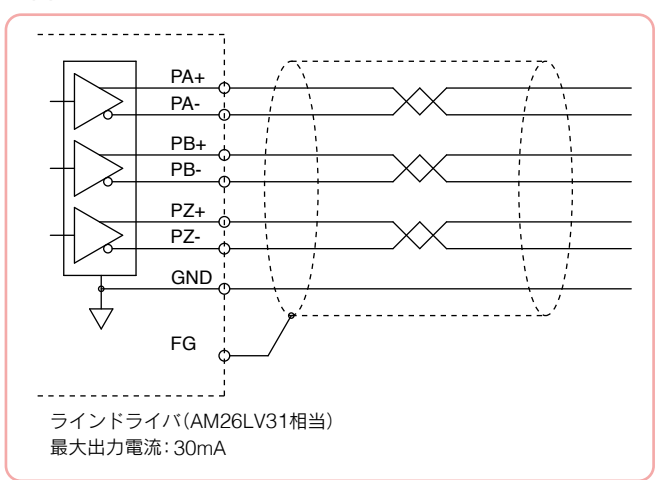 PA+
PA-
PB+
PB-
PZ+
PZ-
GND
FG
ラインドライバ(AM26LV31相当)
最大出力電流:30mA